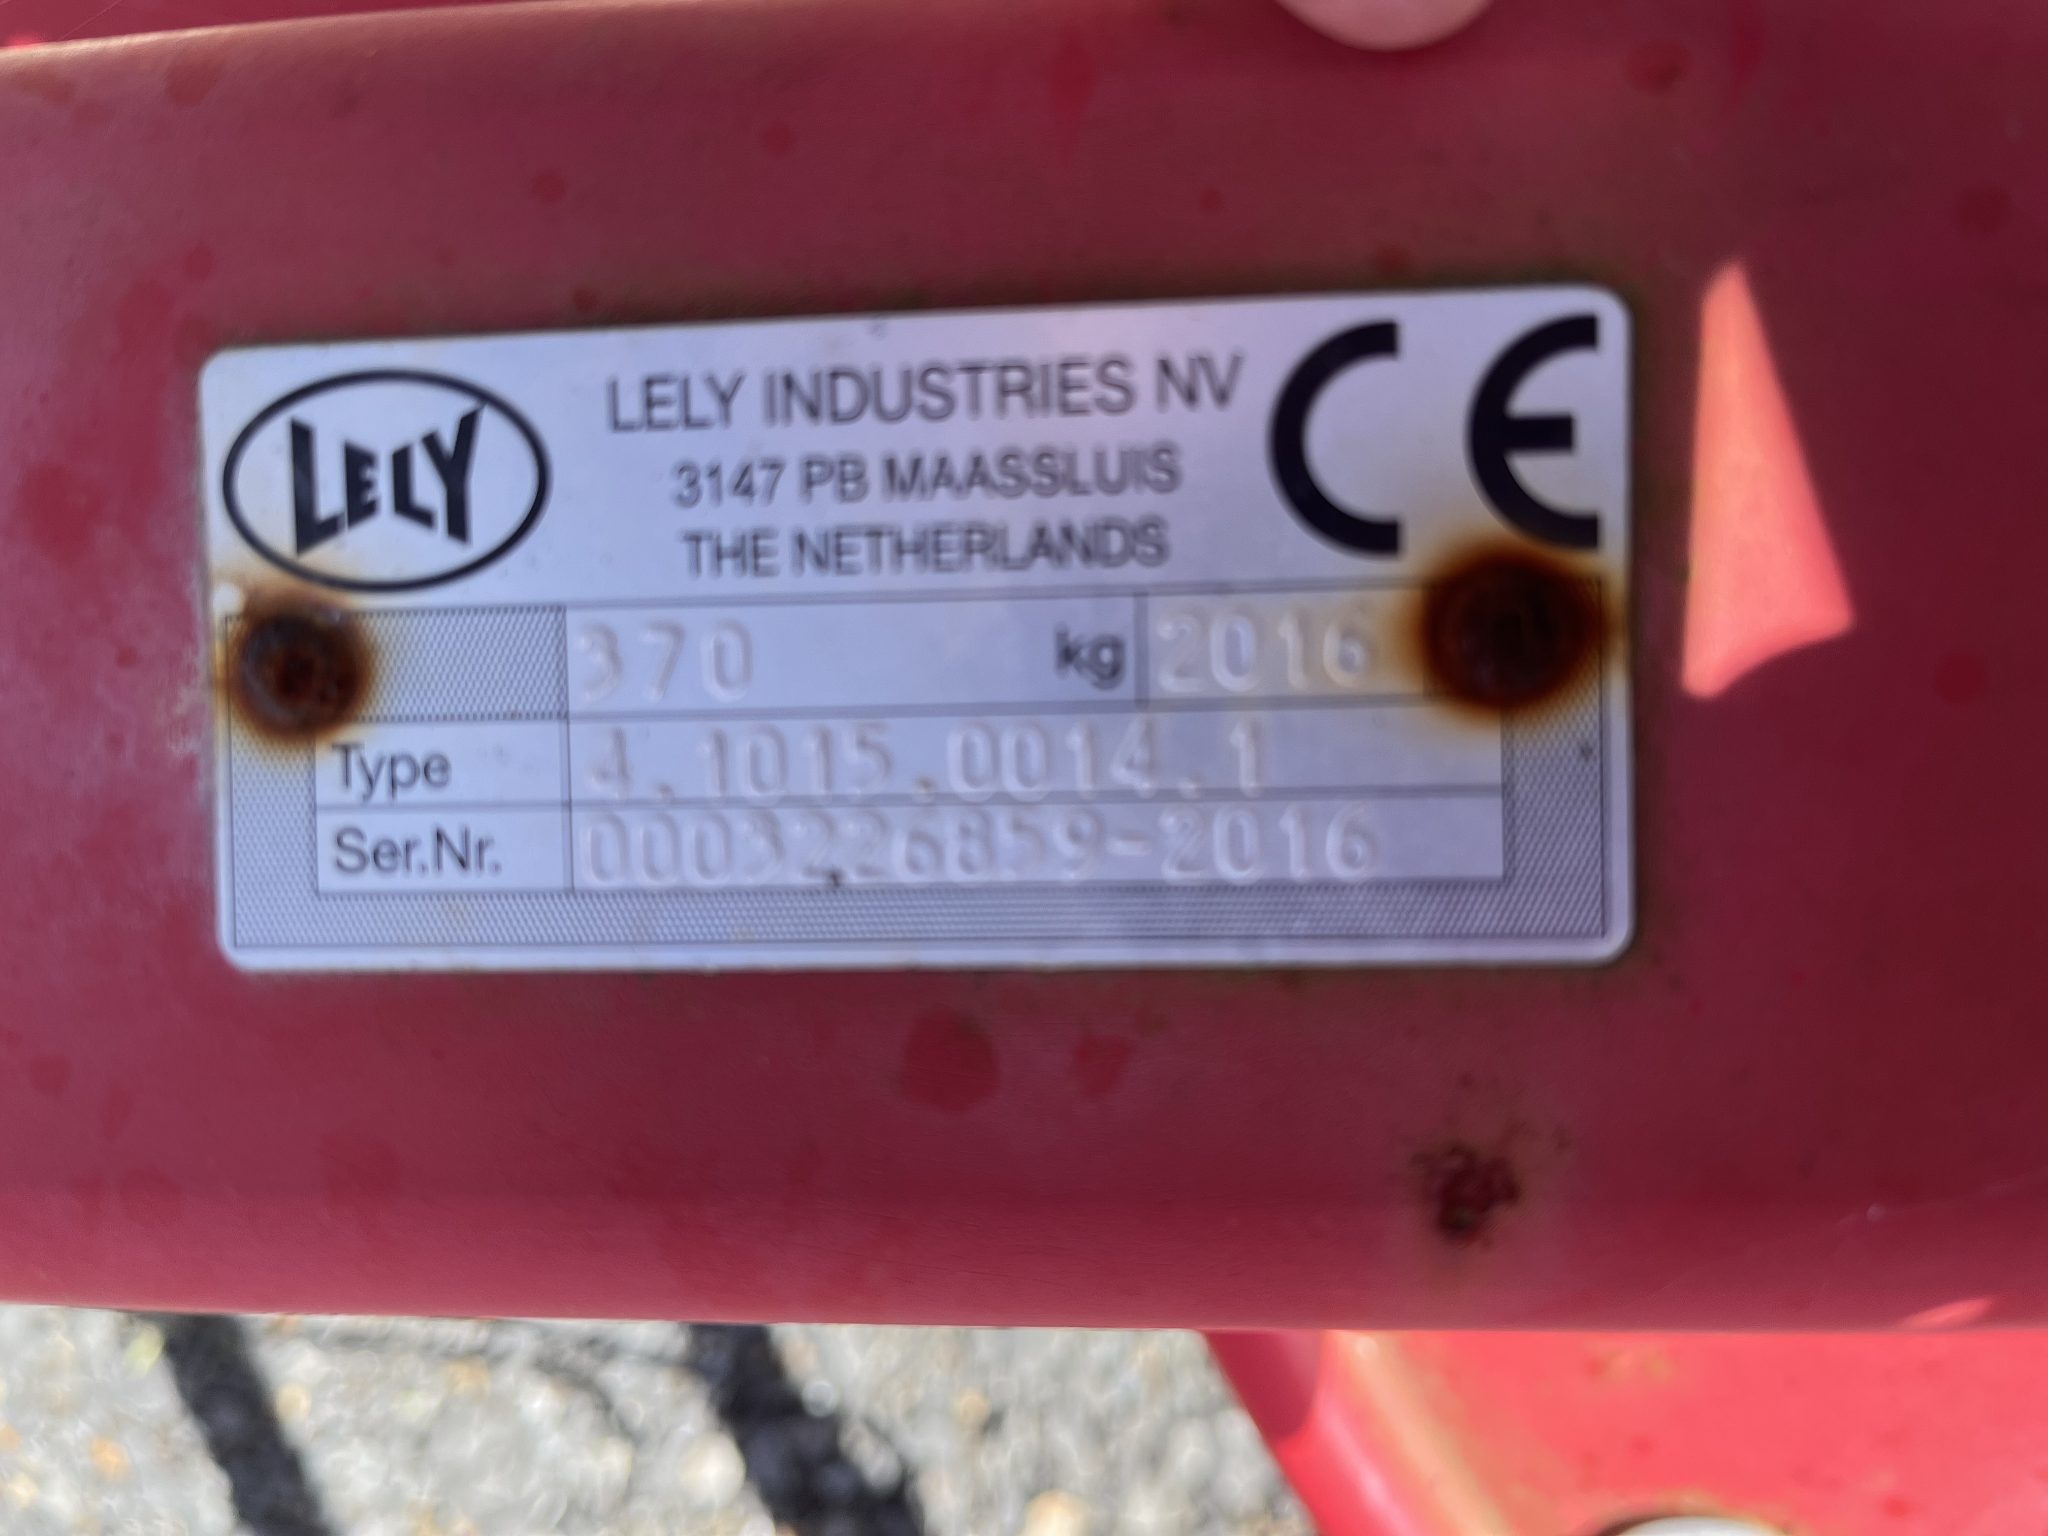 LELY
LELY INDUSTRIES NV
3147 PB MAASSLUIS
THE NETHERLANDS
CE
370 kg 2016
Type 4.1015.0014.1
Ser.Nr. 0003226859-2016